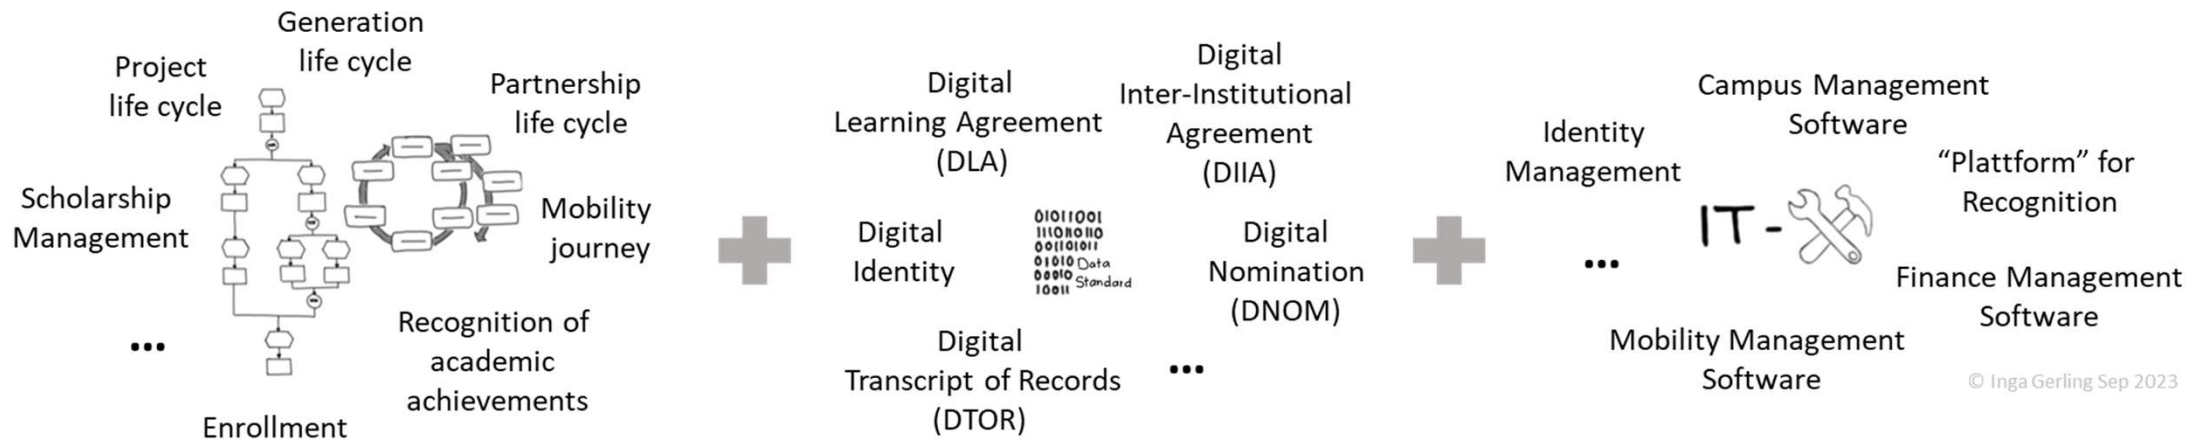 Generation
life cycle
Project
life cycle
Partnership
life cycle
Scholarship
Management
Mobility
journey
...
Recognition of
academic
achievements
Enrollment
Digital
Learning Agreement
(DLA)
Digital
Inter-Institutional
Agreement
(DIIA)
Digital
Identity
01011001
111011010110
001101011
01010 Data
00010 Standard
10011
Digital
Nomination
(DNOM)
Digital
Transcript of Records
(DTOR)
...
Campus Management
Software
Identity
Management
“Plattform” for
Recognition
IT-
...
Finance Management
Software
Mobility Management
Software
© Inga Gerling Sep 2023